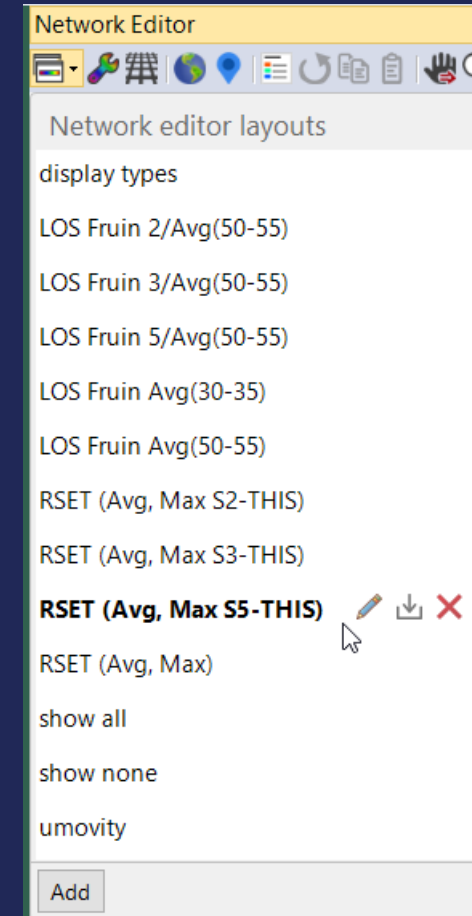 Network Editor
Network editor layouts
display types
LOS Fruin 2/Avg(50-55)
LOS Fruin 3/Avg(50-55)
LOS Fruin 5/Avg(50-55)
LOS Fruin Avg(30-35)
LOS Fruin Avg(50-55)
RSET (Avg, Max S2-THIS)
RSET (Avg, Max S3-THIS)
RSET (Avg, Max S5-THIS)
RSET (Avg, Max)
show all
show none
umovity
Add